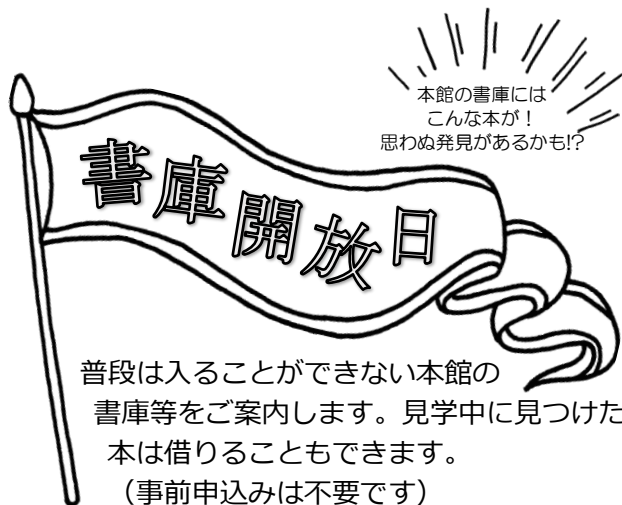 本館の書庫には
こんな本が！
思わぬ発見があるかも!?
書庫開放日
普段は入ることができない本館の
書庫等をご案内します。見学中に見つけた
本は借りることもできます。
（事前申込みは不要です）